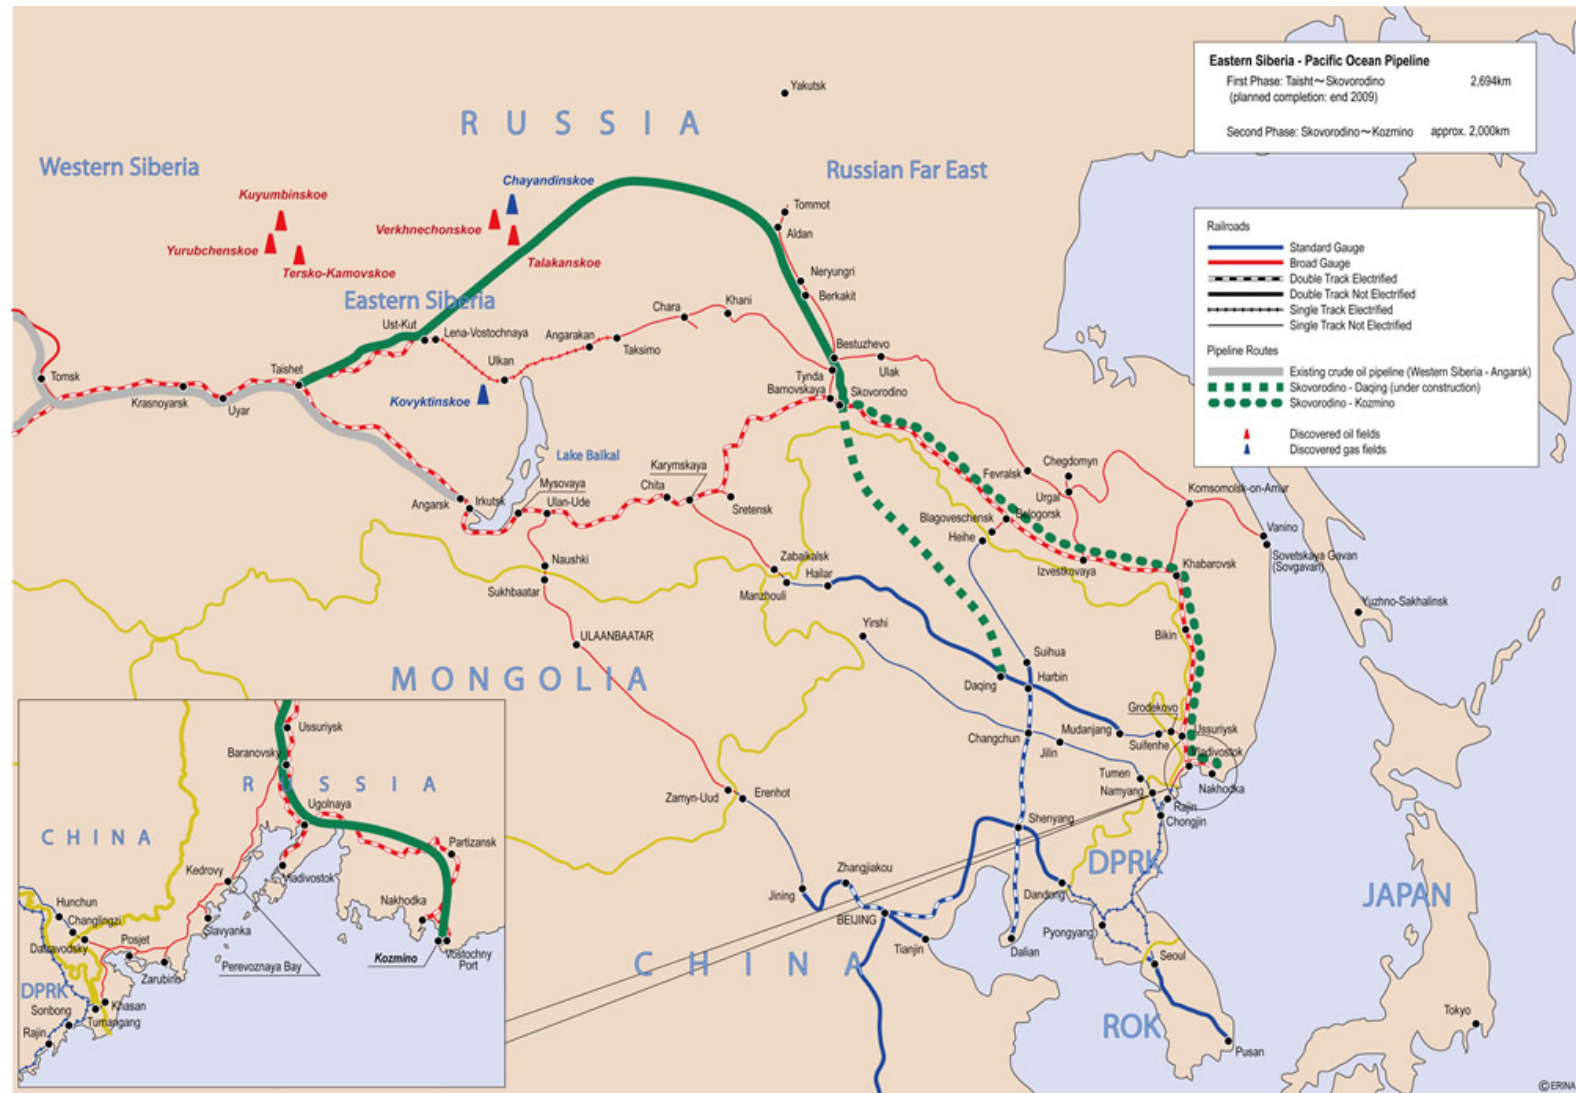 Eastern Siberia - Pacific Ocean Pipeline
First Phase: Taisht～Skovorodino 2,694km
(planned completion: end 2009)
Second Phase: Skovorodino～Kozmino approx. 2,000km
Yakutsk
RUSSIA
Western Siberia
Russian Far East
Kuyumbinskoe
Chayandinskoe
Yurubchenskoe
Verkhnechonskoe
Tersko-Kamovskoe
Talakanskoe
Tommot
Aldan
Neryungri
Berkakit
Eastern Siberia
Railroads
Standard Gauge
Broad Gauge
Double Track Electrified
Double Track Not Electrified
Single Track Electrified
Single Track Not Electrified
Pipeline Routes
Existing crude oil pipeline (Western Siberia - Angarsk)
Skovorodino - Daqing (under construction)
Skovorodino - Kozmino
Discovered oil fields
Discovered gas fields
Ust-Kut
Lena-Vostochnaya
Angarakan
Taksimo
Chara
Khani
Bestuzhevo
Ulak
Ulkan
Tynda
Bamovskaya
Skovorodino
Tomsk
Krasnoyarsk
Uyar
Taishet
Kovyktinskoe
Lake Baikal
Karymskaya
Mysovaya
Chita
Angarsk
Irkutsk
Ulan-Ude
Sretensk
Fevralsk
Chegdomyn
Urgal
Komsomolsk-on-Amur
Blagoveschensk
Belogorsk
Heihe
Vanino
Sovetskaya Gavan
(Sovgavan)
Izvestkovaya
Khabarovsk
Naushki
Sukhbaatar
Zabaikalsk
Hailar
Manzhouli
Yuzhno-Sakhalinsk
Yirshi
Bikin
ULAANBAATAR
MONGOLIA
Suihua
Harbin
Daqing
Grodekovo
Mudanjang
Ussuriysk
Changchun
Jilin
Suifenhe
Vladivostok
Tumen
Namyang
Nakhodka
Rajin
Chongjin
Zamyn-Uud
Erenhot
Shenyang
DPRK
Zhangjiakou
Jining
Dandong
BEIJING
Tianjin
Dalian
Pyongyang
CHINA
Seoul
ROK
Pusan
JAPAN
Tokyo
Ussuriysk
Baranovsky
RUSSIA
Ugolnaya
CHINA
Partizansk
Kedrovy
Vladivostok
Hunchun
Changlingzi
Nakhodka
Slavyanka
Posjet
Kozmino
Vostochny
Port
Zarubino
Perevoznaya Bay
DPRK
Sonbong
Khasan
Tumangang
Rajin
©ERINA